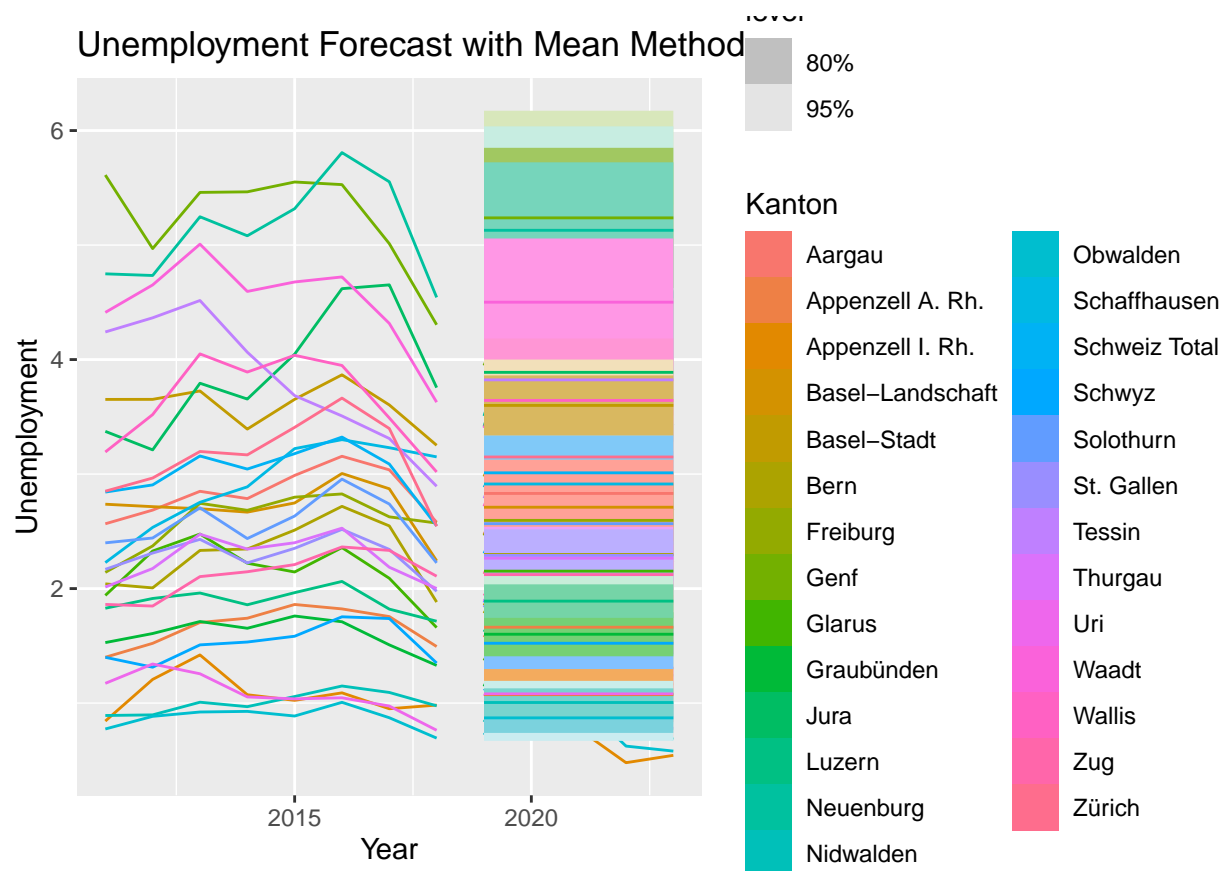 Unemployment Forecast with Mean Method
level
80%
95%
6
4
2
Unemployment
2015
2020
Year
Kanton
Aargau
Appenzell A. Rh.
Appenzell I. Rh.
Basel−Landschaft
Basel−Stadt
Bern
Freiburg
Genf
Glarus
Graubünden
Jura
Luzern
Neuenburg
Nidwalden
Obwalden
Schaffhausen
Schweiz Total
Schwyz
Solothurn
St. Gallen
Tessin
Thurgau
Uri
Waadt
Wallis
Zug
Zürich